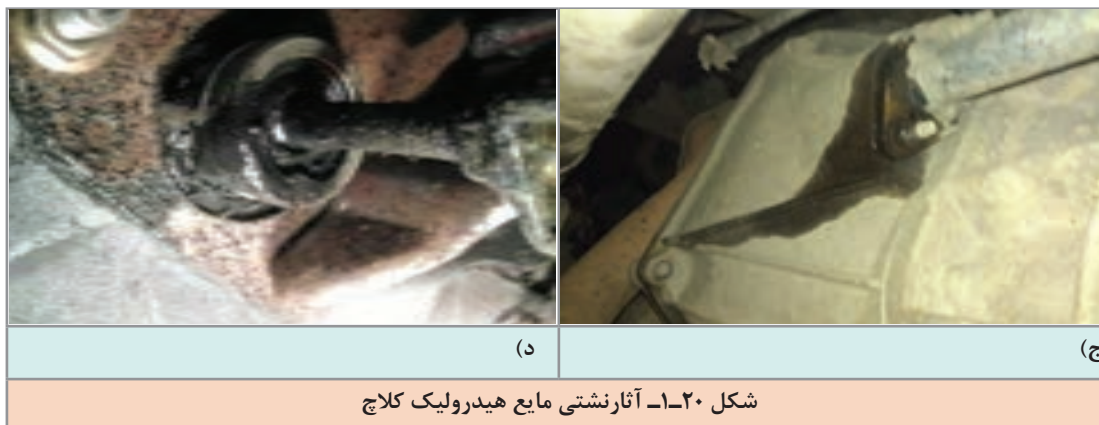 ج)
د)
شکل ۲۰ـ۱ـ آثارنشتی مایع هیدرولیک کلاچ